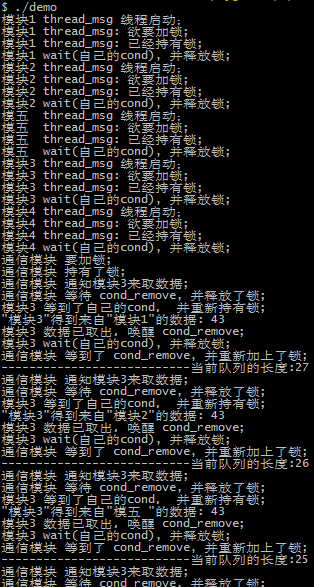 $ ./demo
模块1 thread_msg 线程启动;
模块1 thread_msg: 欲要加锁;
模块1 thread_msg: 已经持有锁;
模块1 wait(自己的cond), 并释放锁;
模块2 thread_msg 线程启动;
模块2 thread_msg: 欲要加锁;
模块2 thread_msg: 已经持有锁;
模块2 wait(自己的cond), 并释放锁;
模五  thread_msg 线程启动;
模五  thread_msg: 欲要加锁;
模五  thread_msg: 已经持有锁;
模五  wait(自己的cond), 并释放锁;
模块3 thread_msg 线程启动;
模块3 thread_msg: 欲要加锁;
模块3 thread_msg: 已经持有锁;
模块3 wait(自己的cond), 并释放锁;
模块4 thread_msg 线程启动;
模块4 thread_msg: 欲要加锁;
模块4 thread_msg: 已经持有锁;
模块4 wait(自己的cond), 并释放锁;
通信模块 要加锁;
通信模块 持有了锁;
通信模块 通知模块3来取数据;
通信模块 等待 cond_remove, 并释放了锁;
模块3 等到了自己的cond,  并重新持有锁;
"模块3"得到来自"模块1"的数据: 43
模块3 数据已取出, 唤醒 cond_remove;
模块3 wait(自己的cond), 并释放锁;
通信模块 等到了 cond_remove, 并重新加上了锁;
---------------------------当前队列的长度:27
通信模块 通知模块3来取数据;
通信模块 等待 cond_remove, 并释放了锁;
模块3 等到了自己的cond,  并重新持有锁;
"模块3"得到来自"模块2"的数据: 43
模块3 数据已取出, 唤醒 cond_remove;
模块3 wait(自己的cond), 并释放锁;
通信模块 等到了 cond_remove, 并重新加上了锁;
---------------------------当前队列的长度:26
通信模块 通知模块3来取数据;
通信模块 等待 cond_remove, 并释放了锁;
模块3 等到了自己的cond,  并重新持有锁;
"模块3"得到来自"模五 "的数据: 43
模块3 数据已取出, 唤醒 cond_remove;
模块3 wait(自己的cond), 并释放锁;
通信模块 等到了 cond_remove, 并重新加上了锁;
---------------------------当前队列的长度:25
通信模块 通知模块3来取数据;
通信模块 等待 cond_remove, 并释放了锁;